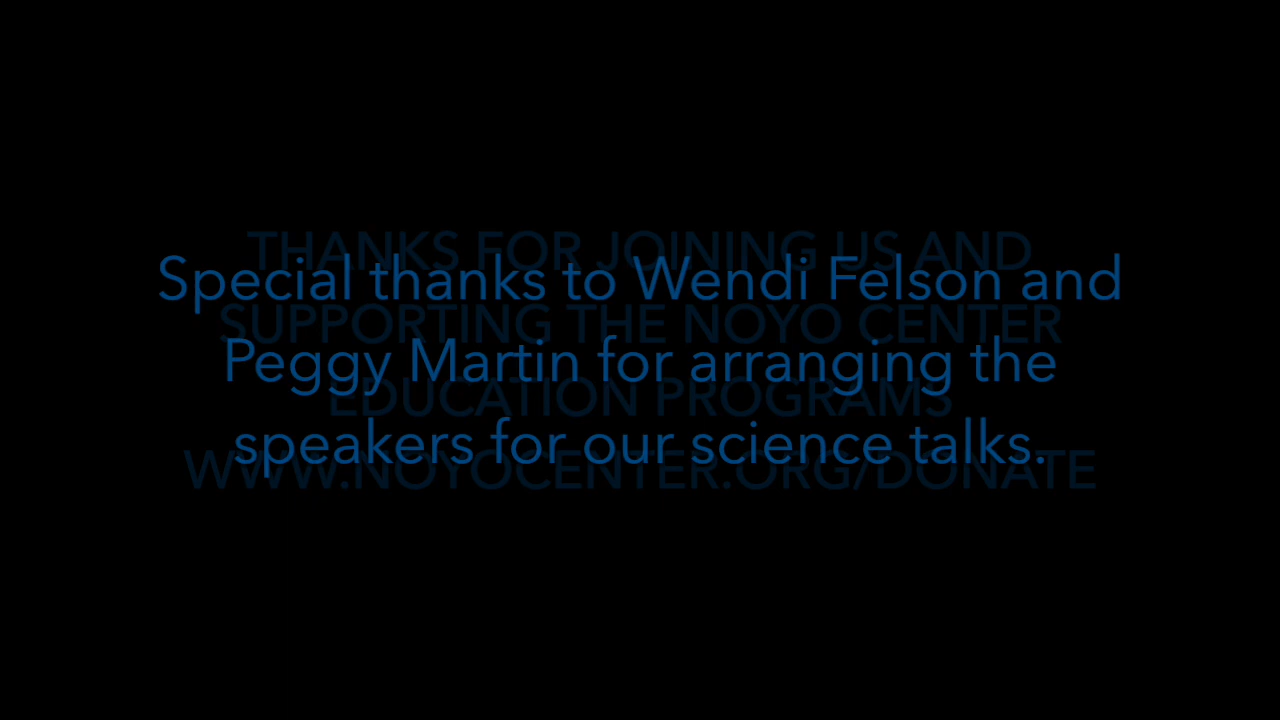 THANKS FOR JOINING US AND
SUPPORTING THE NOYO CENTER
EDUCATION PROGRAMS
WWW.NOYOCENTER.ORG/DONATE
Special thanks to Wendi Felson and
Peggy Martin for arranging the
speakers for our science talks.